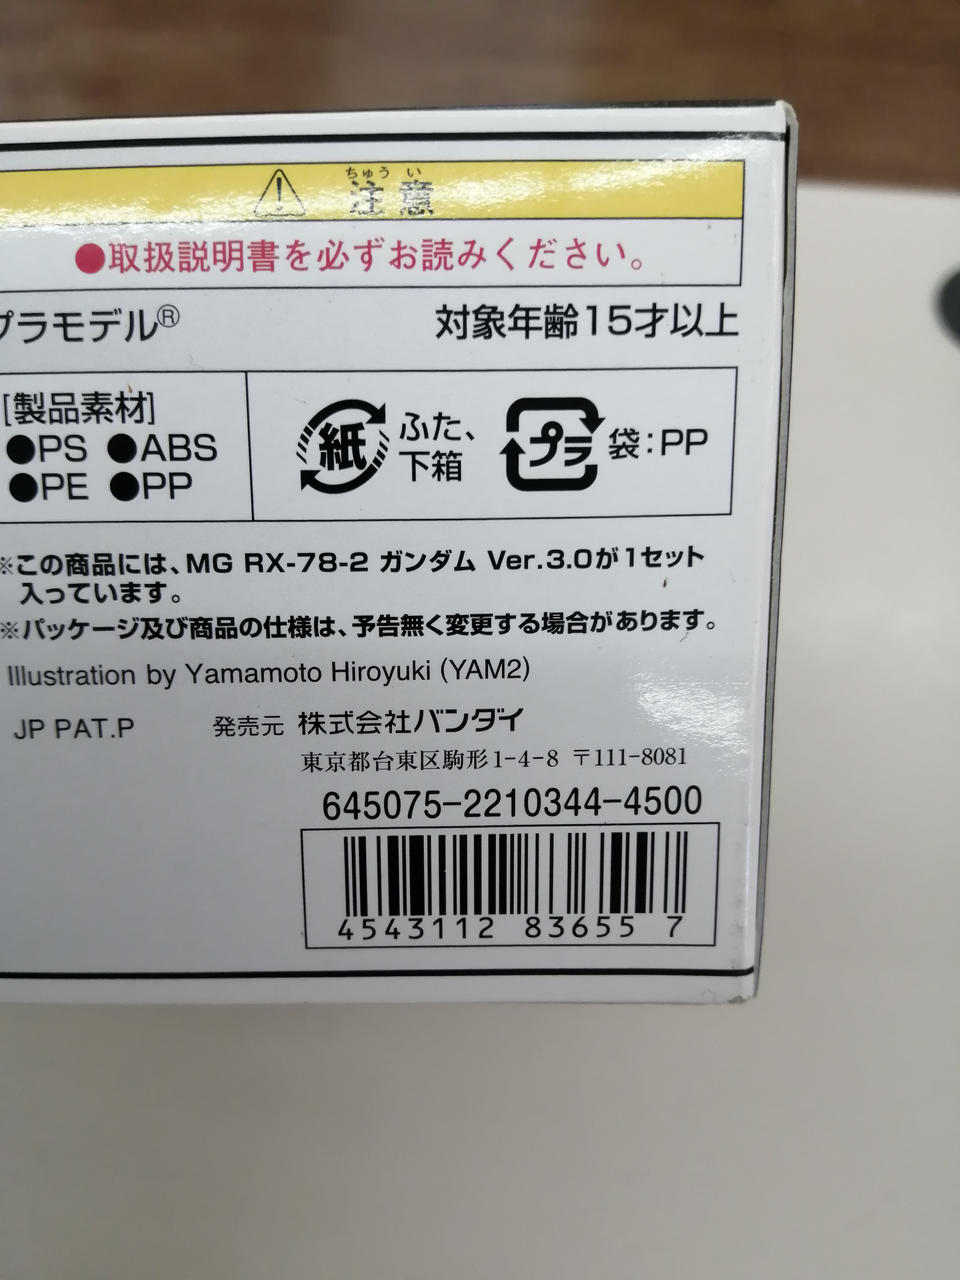 ちゅう い
注意
●取扱説明書を必ずお読みください。
プラモデル® 対象年齢15才以上
[製品素材]
●PS ●ABS
●PE ●PP
紙 ふた、
下箱
プラ 袋:PP
※この商品には、MG RX-78-2 ガンダム Ver.3.0が1セット
入っています。
※パッケージ及び商品の仕様は、予告無く変更する場合があります。
Illustration by Yamamoto Hiroyuki (YAM2)
JP PAT.P 発売元 株式会社バンダイ
東京都台東区駒形1-4-8 〒111-8081
645075-2210344-4500
4543112 83655 7